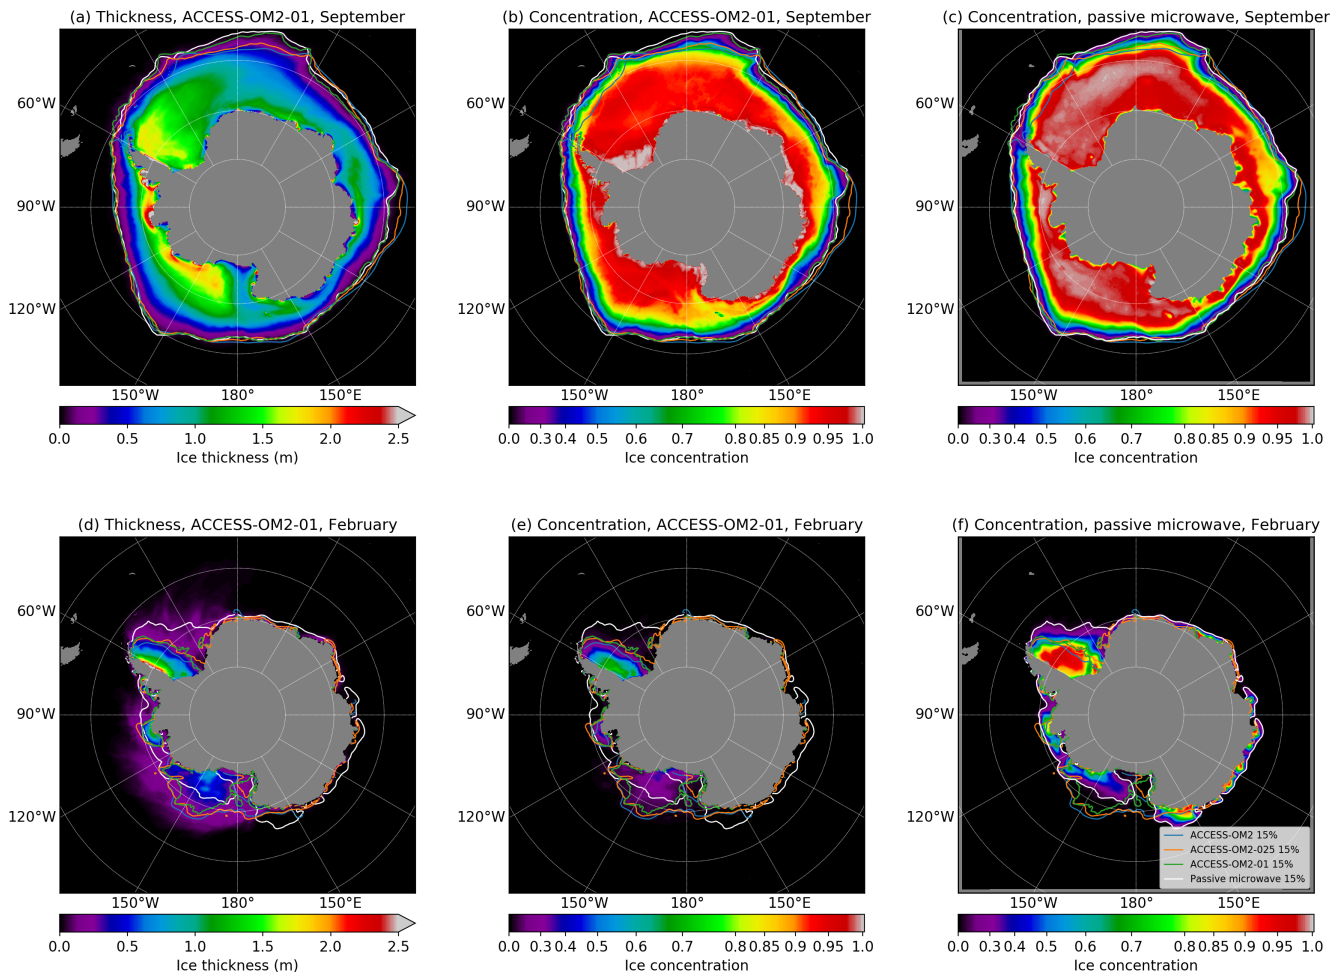 (a) Thickness, ACCESS-OM2-01, September
(b) Concentration, ACCESS-OM2-01, September
(c) Concentration, passive microwave, September
60°W
60°W
60°W
90°W
90°W
90°W
120°W
120°W
120°W
150°W 180° 150°E
150°W 180° 150°E
150°W 180° 150°E
0.0 0.5 1.0 1.5 2.0 2.5
0.0 0.3 0.4 0.5 0.6 0.7 0.8 0.85 0.9 0.95 1.0
0.0 0.3 0.4 0.5 0.6 0.7 0.8 0.85 0.9 0.95 1.0
Ice thickness (m)
Ice concentration
Ice concentration
(d) Thickness, ACCESS-OM2-01, February
(e) Concentration, ACCESS-OM2-01, February
(f) Concentration, passive microwave, February
60°W
60°W
60°W
90°W
90°W
90°W
120°W
120°W
120°W
ACCESS-OM2 15%
ACCESS-OM2-025 15%
ACCESS-OM2-01 15%
Passive microwave 15%
150°W 180° 150°E
150°W 180° 150°E
150°W 180° 150°E
0.0 0.5 1.0 1.5 2.0 2.5
0.0 0.3 0.4 0.5 0.6 0.7 0.8 0.85 0.9 0.95 1.0
0.0 0.3 0.4 0.5 0.6 0.7 0.8 0.85 0.9 0.95 1.0
Ice thickness (m)
Ice concentration
Ice concentration